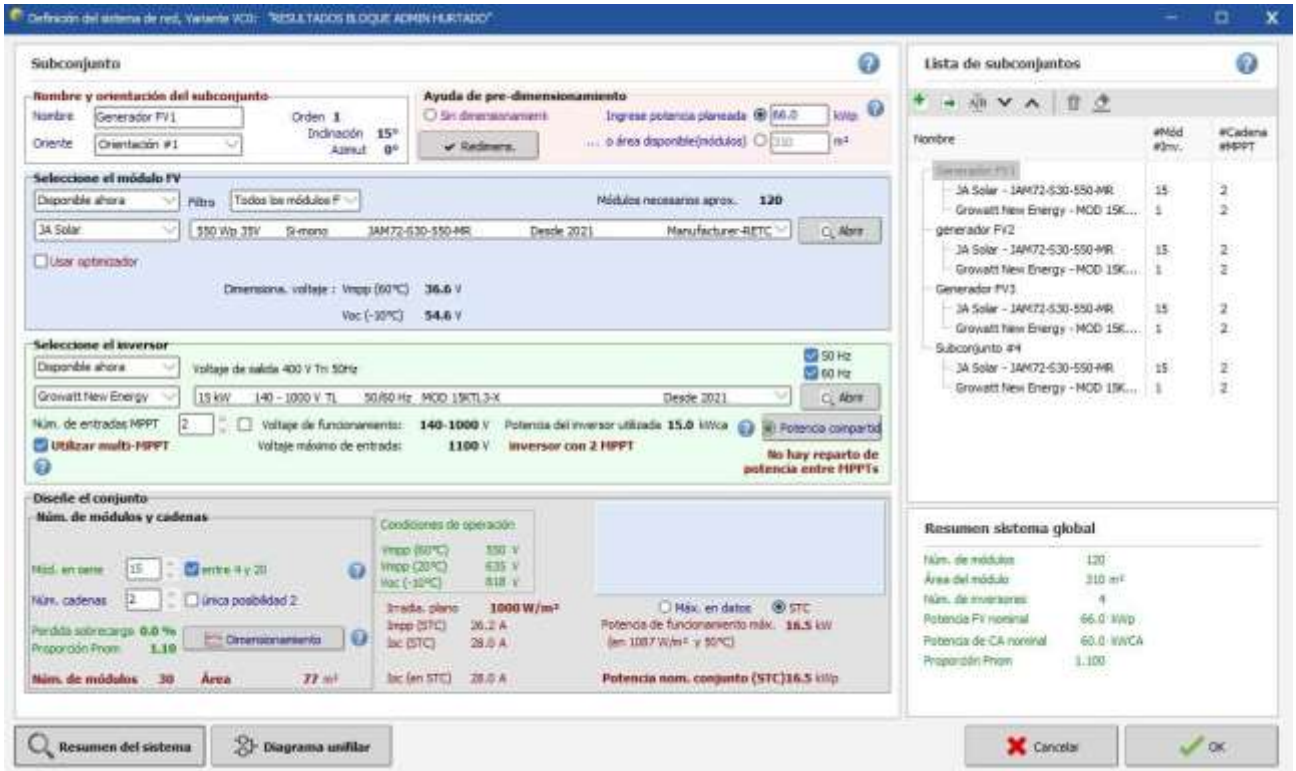 Definición del sistema de red, Variante VC0: "RESULTADOS BLOQUE ADMIN HURTADO"
Subconjunto
Nombre y orientación del subconjunto
Nombre Generador FV1 Orden 1
Inclinación 15°
Oriente Orientación #1 Azimut 0°
Ayuda de pre-dimensionamiento
Sin dimensionamient Ingrese potencia planeada 66.0 kWp
Redimens. ... o área disponible(módulos) 310 m²
Seleccione el módulo FV
Disponible ahora Filtro Todos los módulos F Módulos necesarios aprox. 120
JA Solar 550 Wp 35V Si-mono JAM72-S30-550-MR Desde 2021 Manufacturer-RETC Abrir
Usar optimizador
Dimensiona. voltaje : Vmpp (60°C) 36.6 V
Voc (-10°C) 54.6 V
Seleccione el inversor
Disponible ahora Voltaje de salida 400 V Tri 50Hz 50 Hz
60 Hz
Growatt New Energy 15 kW 140 - 1000 V TL 50/60 Hz MOD 15KTL3-X Desde 2021 Abrir
Núm. de entradas MPPT 2 Voltaje de funcionamiento: 140-1000 V Potencia del inversor utilizada 15.0 kWca Potencia compartid
Utilizar multi-MPPT Voltaje máximo de entrada: 1100 V inversor con 2 MPPT
No hay reparto de
potencia entre MPPTs
Diseñe el conjunto
Núm. de módulos y cadenas
Mód. en serie 15 entre 4 y 20
Núm. cadenas 2 única posibilidad 2
Perdida sobrecarga 0.0 %
Proporción Pnom 1.10 Dimensionamiento
Núm. de módulos 30 Área 77 m²
Condiciones de operación
Vmpp (60°C) 550 V
Vmpp (20°C) 635 V
Voc (-10°C) 818 V
Irradia. plano 1000 W/m²
Impp (STC) 26.2 A
Isc (STC) 28.0 A
Isc (en STC) 28.0 A
Máx. en datos STC
Potencia de funcionamiento máx. 16.5 kW
(en 1087 W/m² y 50°C)
Potencia nom. conjunto (STC) 16.5 kWp
Lista de subconjuntos
Nombre #Mód #Cadena
#Inv. #MPPT
Generador FV1
JA Solar - JAM72-S30-550-MR 15 2
Growatt New Energy - MOD 15K... 1 2
generador FV2
JA Solar - JAM72-S30-550-MR 15 2
Growatt New Energy - MOD 15K... 1 2
Generador FV3
JA Solar - JAM72-S30-550-MR 15 2
Growatt New Energy - MOD 15K... 1 2
Subconjunto #4
JA Solar - JAM72-S30-550-MR 15 2
Growatt New Energy - MOD 15K... 1 2
Resumen sistema global
Núm. de módulos 120
Área del módulo 310 m²
Núm. de inversores 4
Potencia FV nominal 66.0 kWp
Potencia de CA nominal 60.0 kWCA
Proporción Pnom 1.100
Resumen del sistema Diagrama unifilar Cancelar OK